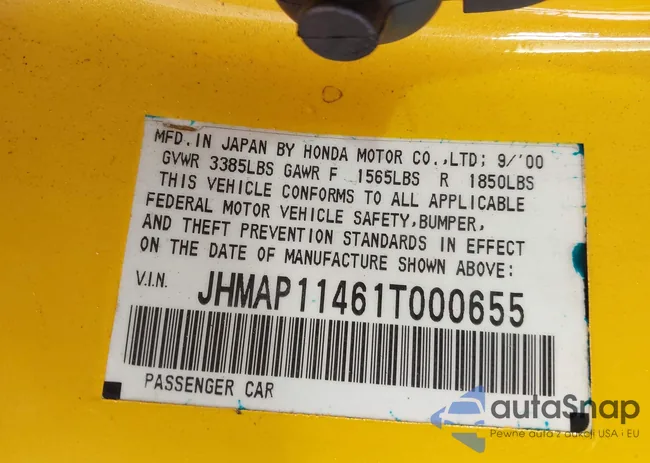 MFD. IN JAPAN BY HONDA MOTOR CO.,LTD; 9/'00
GVWR 3385LBS GAWR F 1565LBS R 1850LBS
THIS VEHICLE CONFORMS TO ALL APPLICABLE
FEDERAL MOTOR VEHICLE SAFETY,BUMPER,
AND THEFT PREVENTION STANDARDS IN EFFECT
ON THE DATE OF MANUFACTURE SHOWN ABOVE:
V.I.N. JHMAP11461T000655
PASSENGER CAR
autaSnap
Pewne auta z aukcji USA i EU